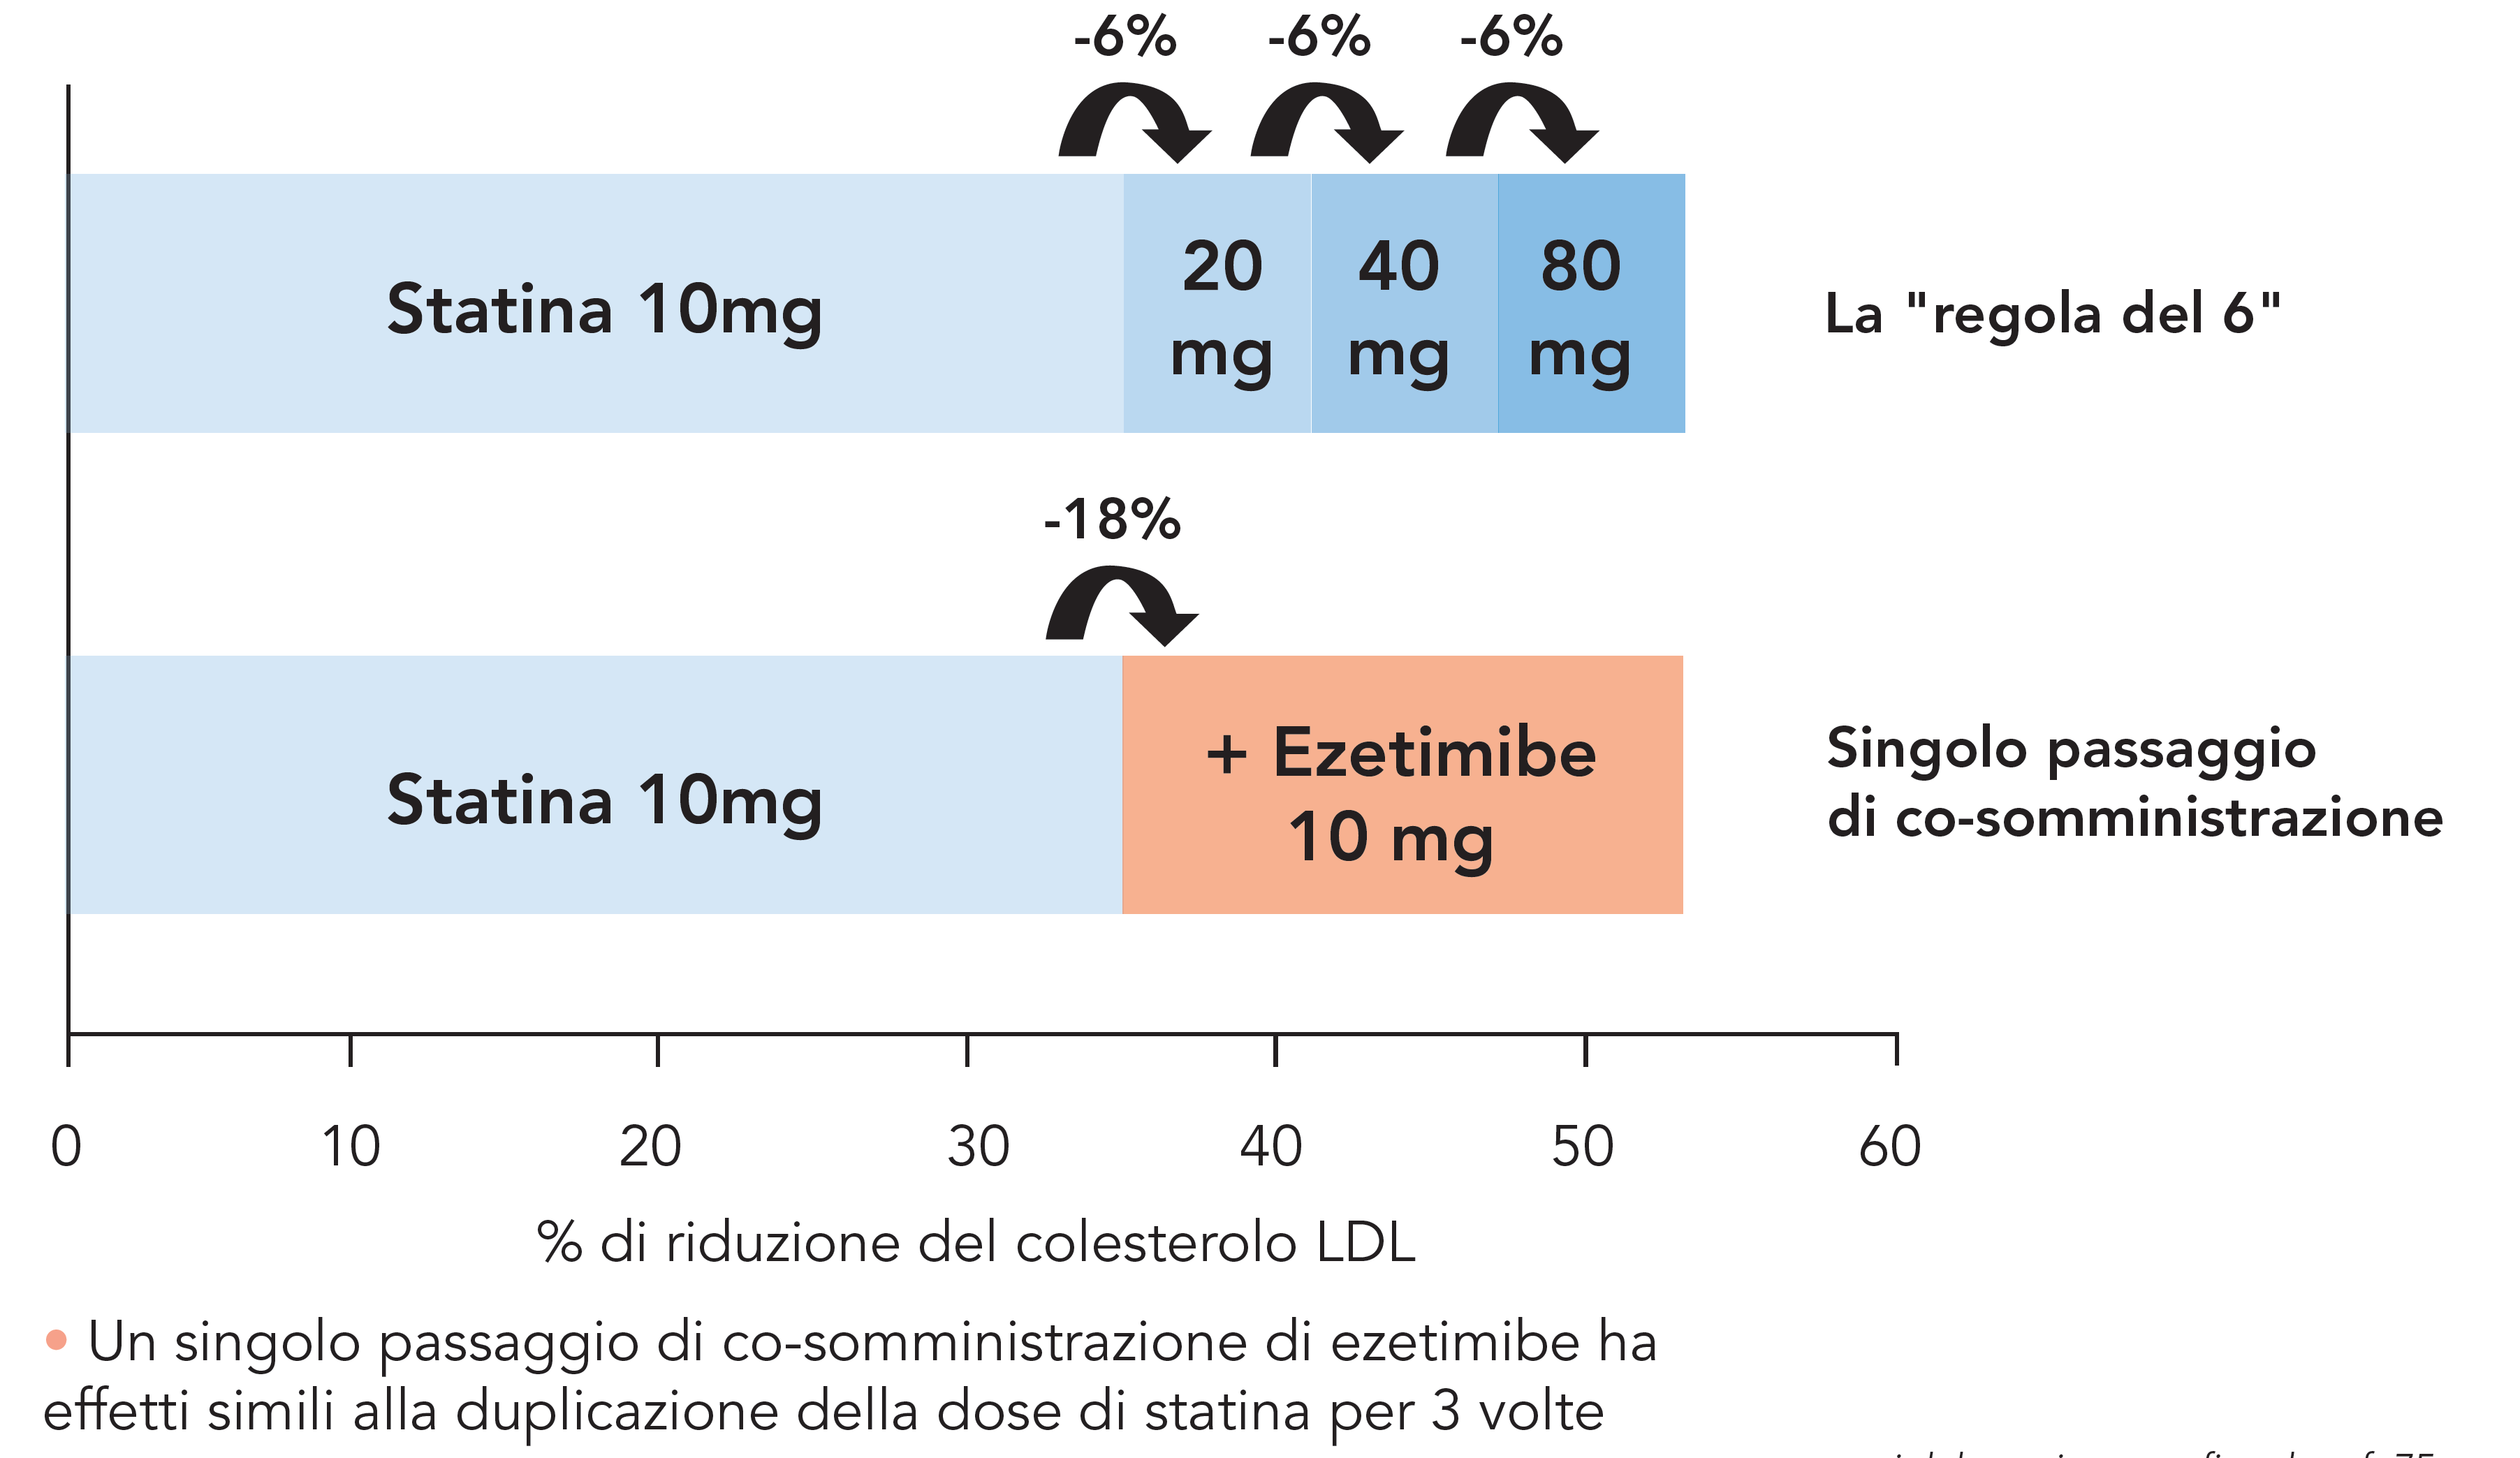 -6% -6% -6%
Statina 10mg
20
mg
40
mg
80
mg
La "regola del 6"
-18%
Statina 10mg
+ Ezetimibe
10 mg
Singolo passaggio
di co-somministrazione
0 10 20 30 40 50 60
% di riduzione del colesterolo LDL
• Un singolo passaggio di co-somministrazione di ezetimibe ha
effetti simili alla duplicazione della dose di statina per 3 volte